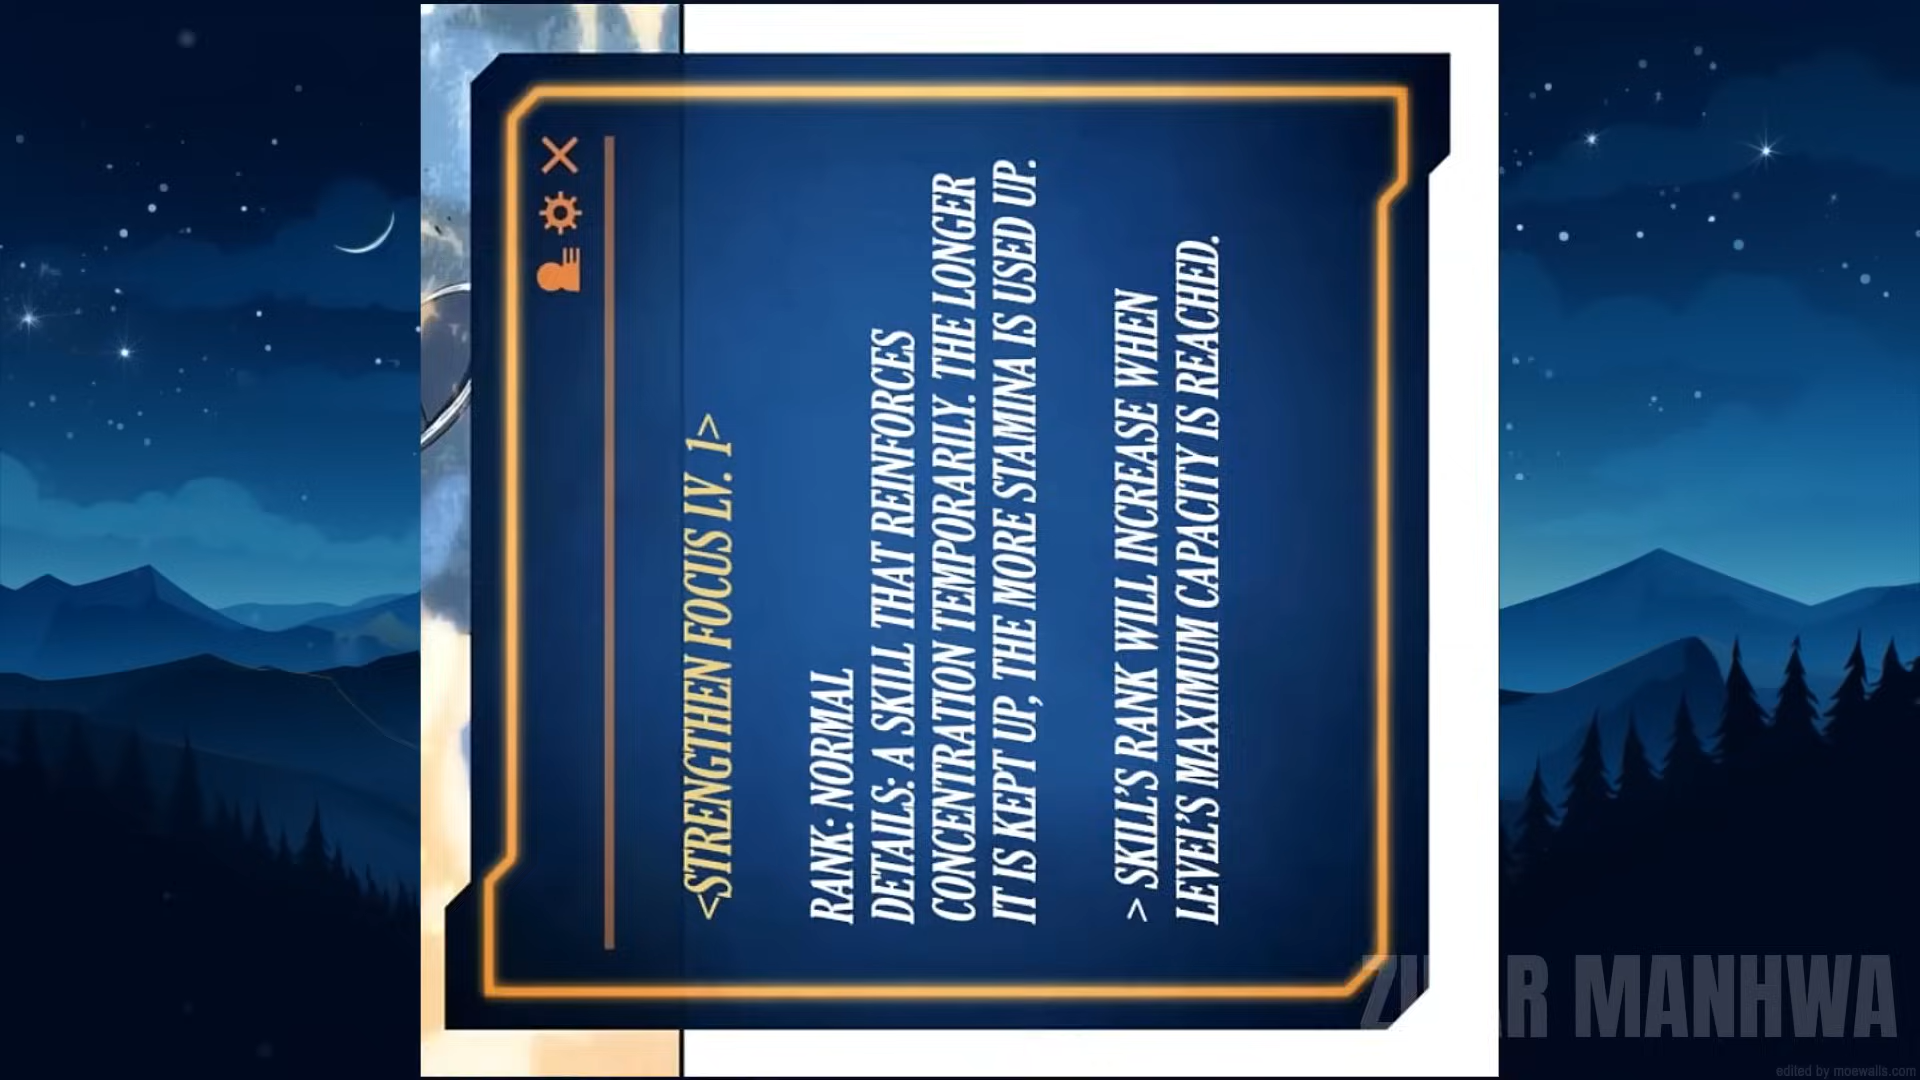 <STRENGTHEN FOCUS LV. 1>
RANK: NORMAL
DETAILS: A SKILL THAT REINFORCES
CONCENTRATION TEMPORARILY. THE LONGER
IT IS KEPT UP, THE MORE STAMINA IS USED UP.
> SKILL'S RANK WILL INCREASE WHEN
LEVEL'S MAXIMUM CAPACITY IS REACHED.
MANHWA
edited by moewalls.com